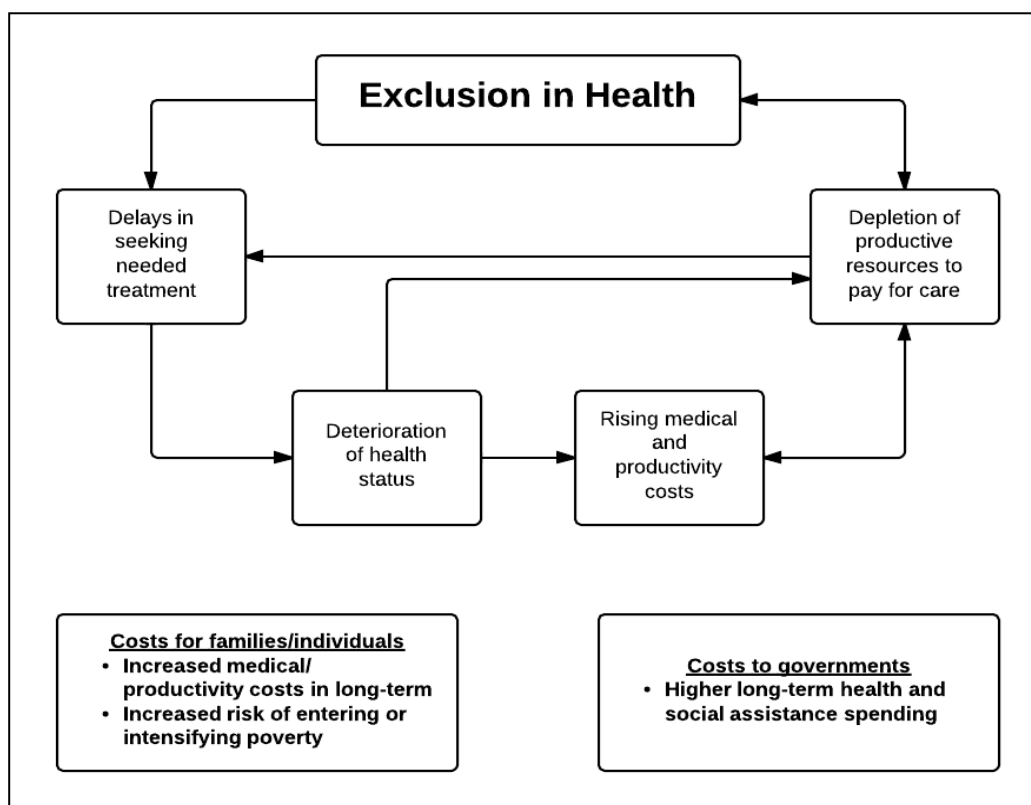 Exclusion in Health
Delays in
seeking
needed
treatment
Depletion of
productive
resources to
pay for care
Deterioration
of health
status
Rising medical
and
productivity
costs
Costs for families/individuals
• Increased medical/
productivity costs in long-term
• Increased risk of entering or
intensifying poverty
Costs to governments
• Higher long-term health and
social assistance spending